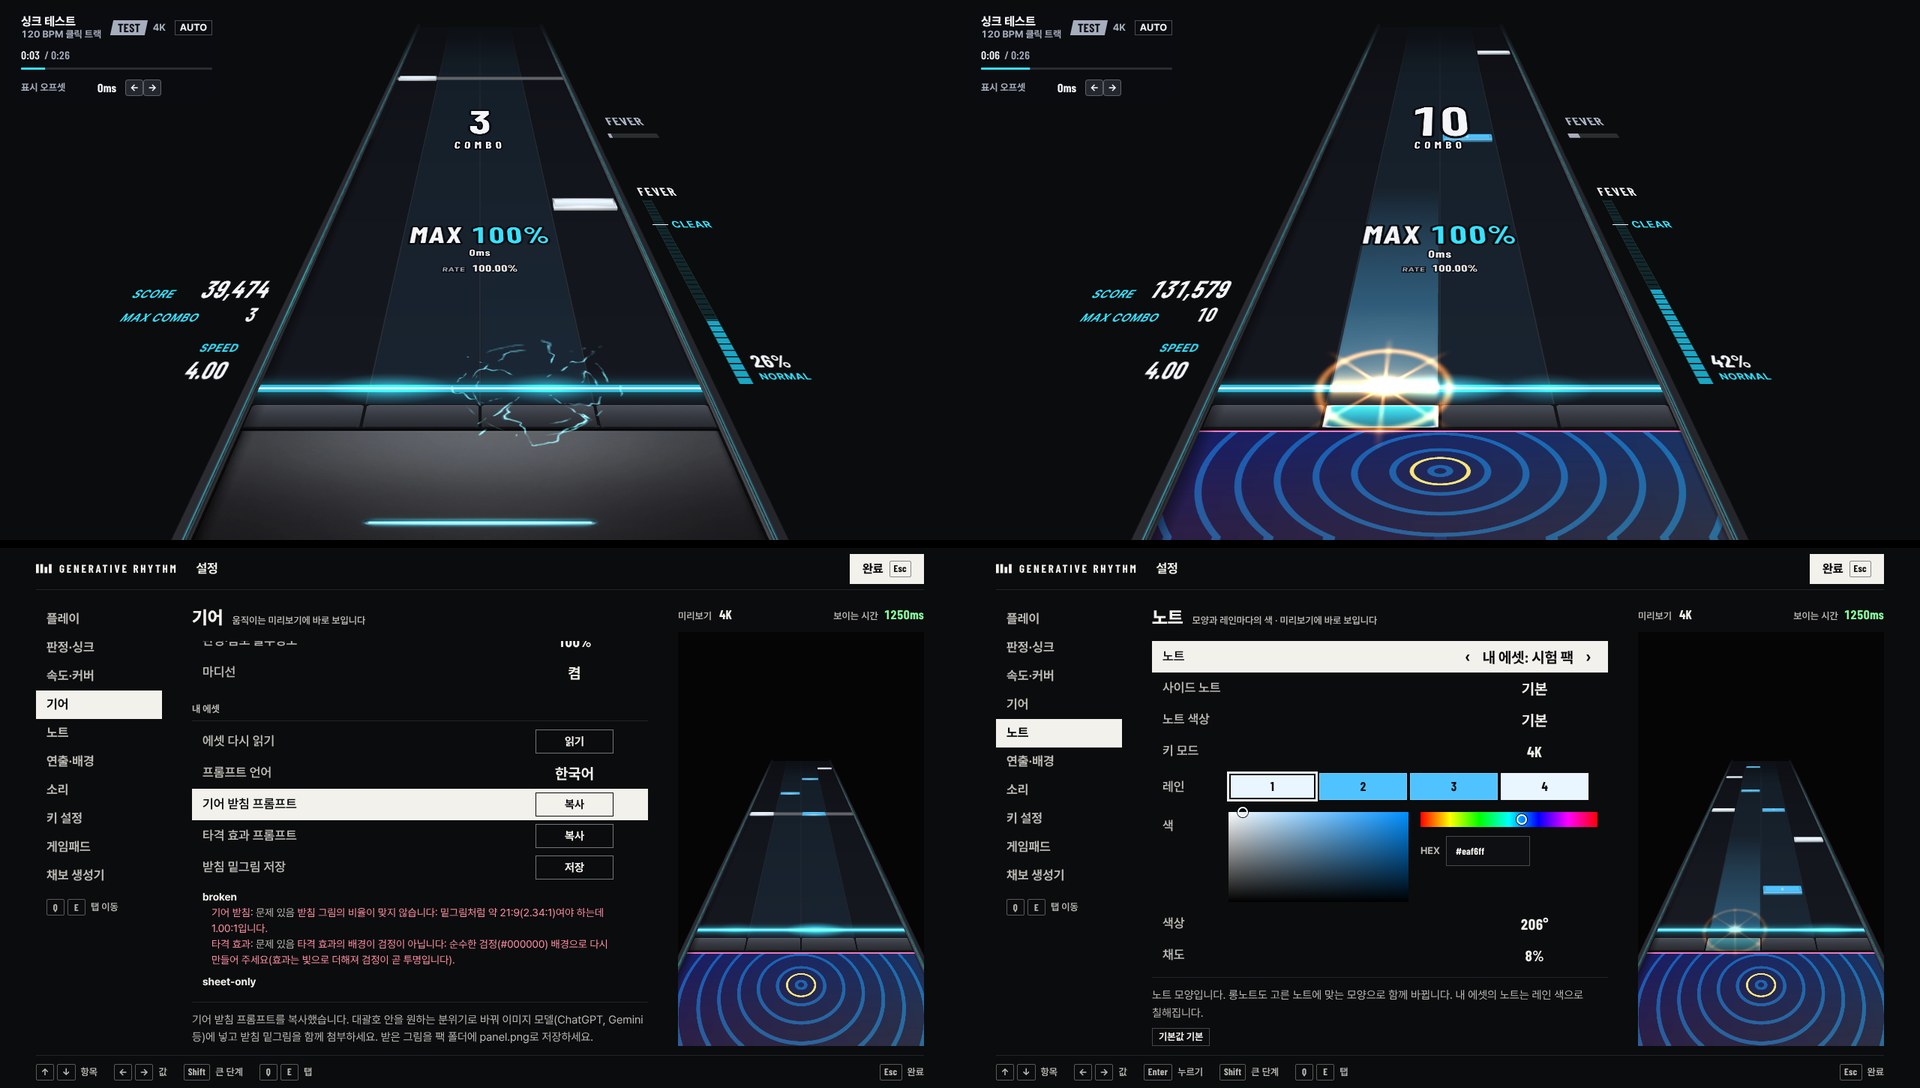 싱크 테스트
120 BPM 클릭 트랙
TEST 4K AUTO
0:03 / 0:26
표시 오프셋 0ms ← →
3
COMBO
FEVER
FEVER
CLEAR
MAX 100%
0ms
RATE 100.00%
SCORE 39,474
MAX COMBO 3
SPEED
4.00
26%
NORMAL
싱크 테스트
120 BPM 클릭 트랙
TEST 4K AUTO
0:06 / 0:26
표시 오프셋 0ms ← →
10
COMBO
FEVER
FEVER
CLEAR
MAX 100%
0ms
RATE 100.00%
SCORE 131,579
MAX COMBO 10
SPEED
4.00
42%
NORMAL
GENERATIVE RHYTHM 설정
완료 Esc
플레이
판정·싱크
속도·커버
기어
노트
연출·배경
소리
키 설정
게임패드
채보 생성기
Q E 탭 이동
기어 움직이는 미리보기에 바로 보입니다
100%
마디선 켬
내 에셋
에셋 다시 읽기 읽기
프롬프트 언어 한국어
기어 받침 프롬프트 복사
타격 효과 프롬프트 복사
받침 밑그림 저장 저장
broken
기어 받침: 문제 있음 받침 그림의 비율이 맞지 않습니다: 밑그림처럼 약 21:9(2.34:1)여야 하는데
1.00:1입니다.
타격 효과: 문제 있음 타격 효과의 배경이 검정이 아닙니다: 순수한 검정(#000000) 배경으로 다시
만들어 주세요(효과는 빛으로 더해져 검정이 곧 투명입니다).
sheet-only
기어 받침 프롬프트를 복사했습니다. 대괄호 안을 원하는 분위기로 바꿔 이미지 모델(ChatGPT, Gemini
등)에 넣고 받침 밑그림을 함께 첨부하세요. 받은 그림을 팩 폴더에 panel.png로 저장하세요.
미리보기 4K
보이는 시간 1250ms
↑ ↓ 항목 ← → 값 Shift 큰 단계 Q E 탭
Esc 완료
GENERATIVE RHYTHM 설정
완료 Esc
플레이
판정·싱크
속도·커버
기어
노트
연출·배경
소리
키 설정
게임패드
채보 생성기
Q E 탭 이동
노트 모양과 레인마다의 색 · 미리보기에 바로 보입니다
노트 ‹ 내 에셋: 시험 팩 ›
사이드 노트 기본
노트 색상 기본
키 모드 4K
레인 1 2 3 4
색
HEX #eaf6ff
색상 206°
채도 8%
노트 모양입니다. 롱노트도 고른 노트에 맞는 모양으로 함께 바뀝니다. 내 에셋의 노트는 레인 색으로
칠해집니다.
기본값 기본
미리보기 4K
보이는 시간 1250ms
↑ ↓ 항목 ← → 값 Enter 누르기 Shift 큰 단계 Q E 탭
Esc 완료